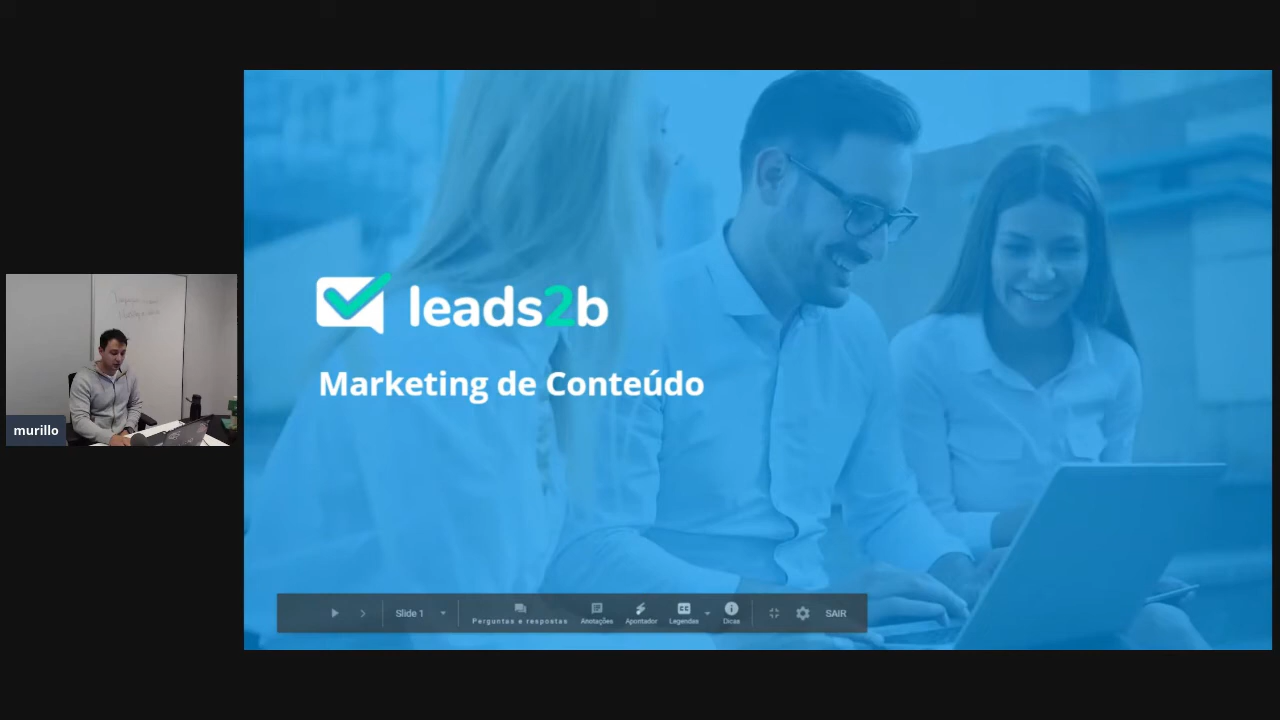 leads2b
Marketing de Conteúdo
murillo
Slide 1
Perguntas e respostas
Anotações
Apontador
Legendas
Dicas
SAIR